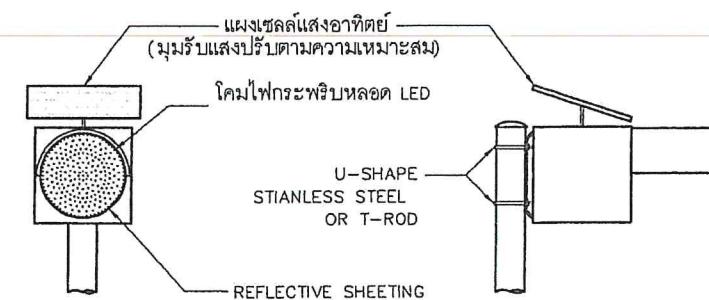 แผงเซลล์แสงอาทิตย์
(มุมรับแสงปรับตามความเหมาะสม)
โคมไฟกระพริบหลอด LED
U-SHAPE
STIANLESS STEEL
OR T-ROD
REFLECTIVE SHEETING